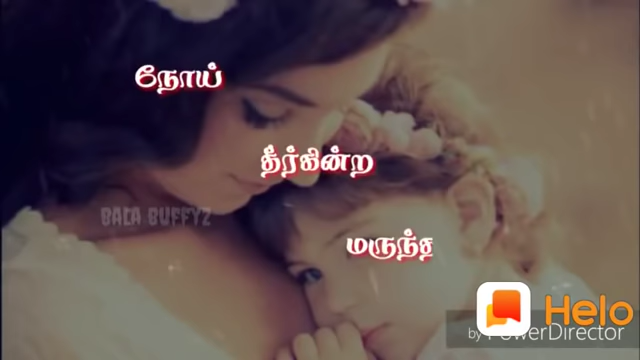 நோய்
தீர்கின்ற
மருந்த
BALA BUFFYZ
Helo
by PowerDirector